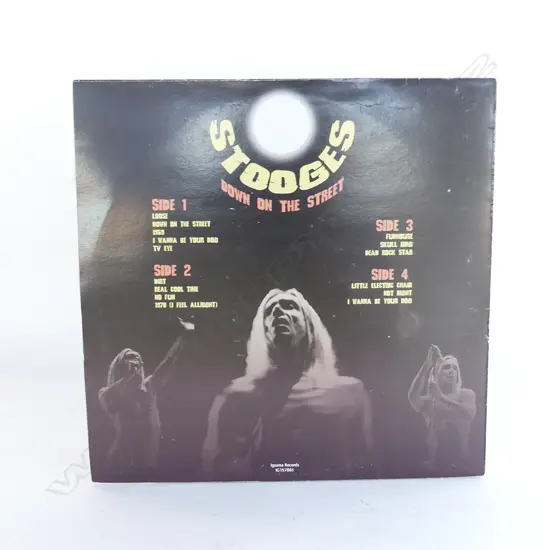 STOOGES
DOWN ON THE STREET
SIDE 1
LOOSE
DOWN ON THE STREET
1969
I WANNA BE YOUR DOG
TV EYE
SIDE 2
DIRT
REAL COOL TIME
NO FUN
1970 (I FEEL ALLRIGHT)
SIDE 3
FUNHOUSE
SKULL RING
DEAD ROCK STAR
SIDE 4
LITTLE ELECTRIC CHAIR
NOT RIGHT
I WANNA BE YOUR DOG
Iguana Records